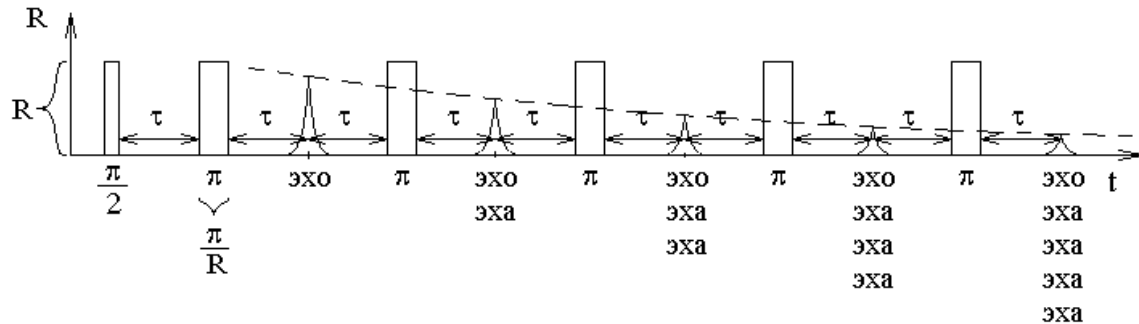 R
R
τ τ τ τ τ τ τ τ τ
π/2 π эхо π эхо π эхо π эхо π эхо t
эха эха эха эха
π/R эха эха эха
эха эха
эха